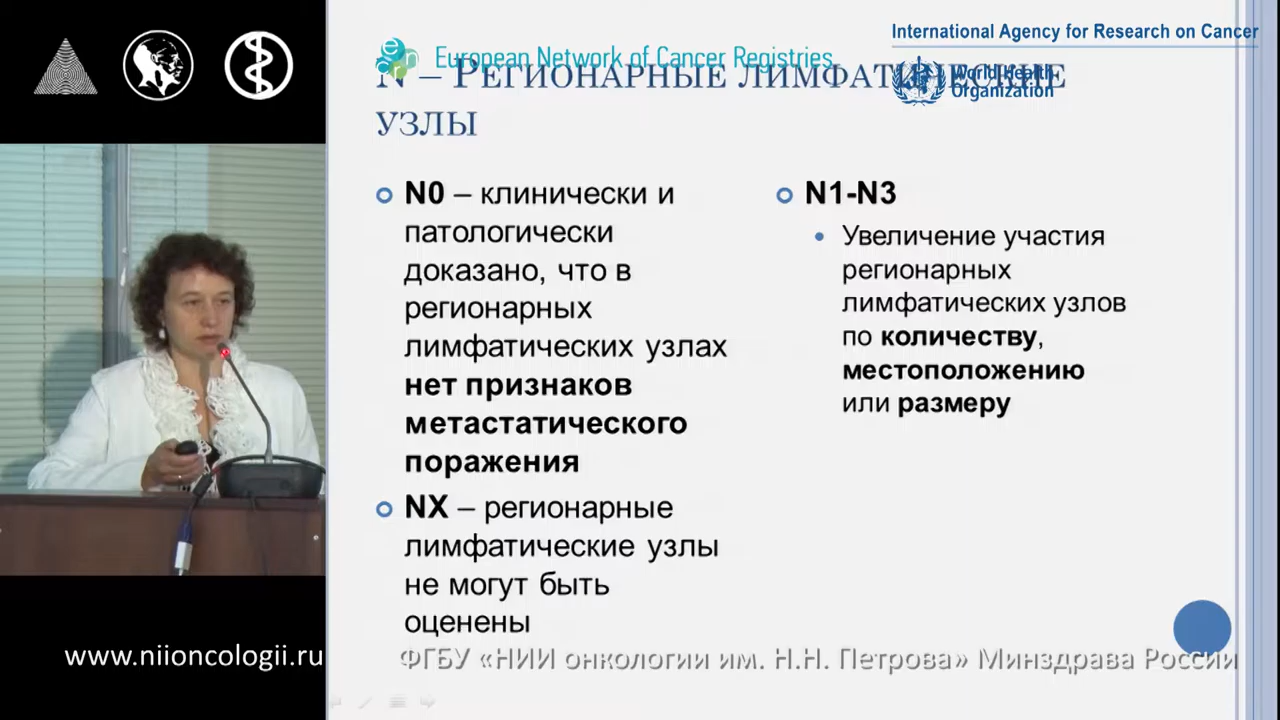 European Network of Cancer Registries
International Agency for Research on Cancer
World Health
Organization
N – РЕГИОНАРНЫЕ ЛИМФАТИЧЕСКИЕ
УЗЛЫ
N0 – клинически и
патологически
доказано, что в
регионарных
лимфатических узлах
нет признаков
метастатического
поражения
NX – регионарные
лимфатические узлы
не могут быть
оценены
N1-N3
Увеличение участия
регионарных
лимфатических узлов
по количеству,
местоположению
или размеру
www.niioncologii.ru
ФГБУ «НИИ онкологии им. Н.Н. Петрова» Минздрава России